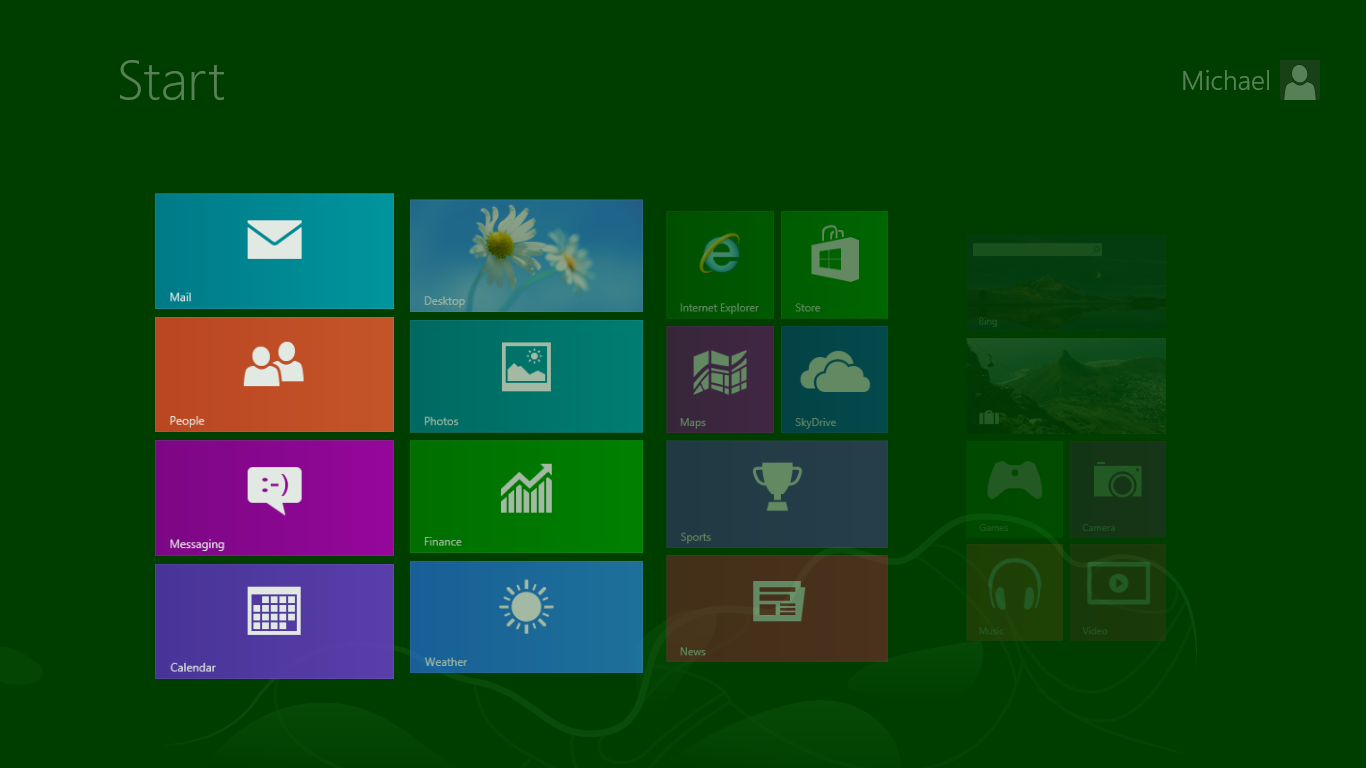 Start
Michael
Mail
People
:-)
Messaging
Calendar
Desktop
Photos
Finance
Weather
Internet Explorer
Store
Maps
SkyDrive
Sports
News
Bing
Games
Camera
Music
Video